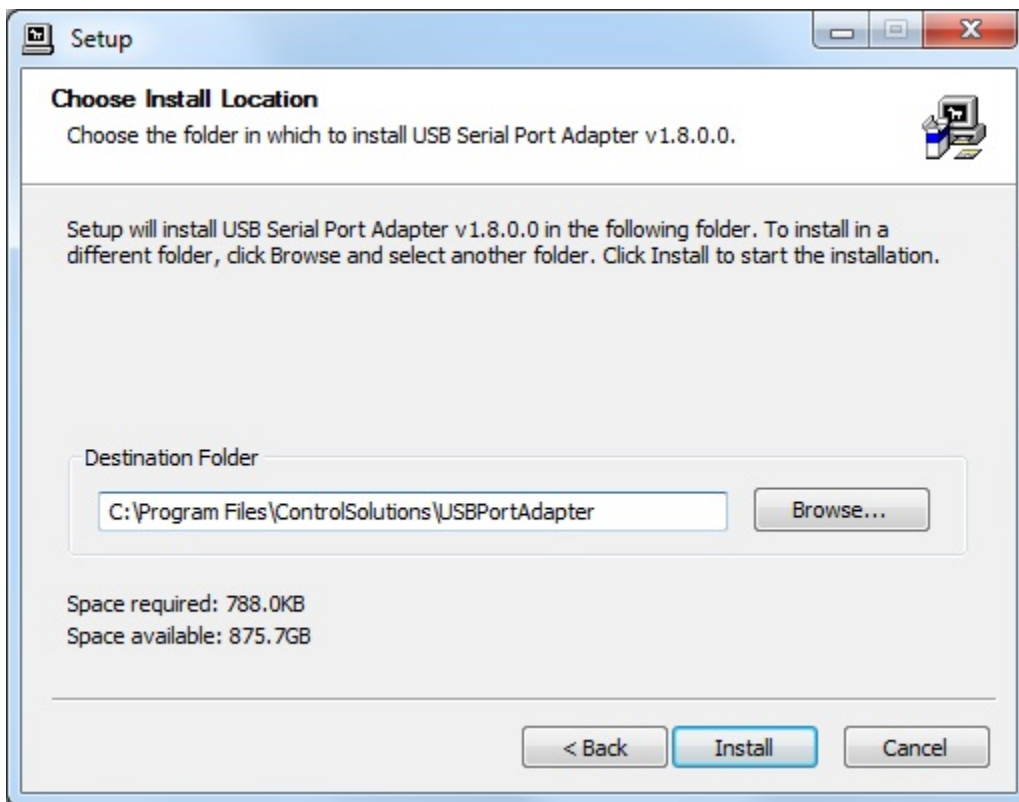 Setup
Choose Install Location
Choose the folder in which to install USB Serial Port Adapter v1.8.0.0.
Setup will install USB Serial Port Adapter v1.8.0.0 in the following folder. To install in a
different folder, click Browse and select another folder. Click Install to start the installation.
Destination Folder
C:\Program Files\ControlSolutions\USBPortAdapter
Browse...
Space required: 788.0KB
Space available: 875.7GB
< Back
Install
Cancel